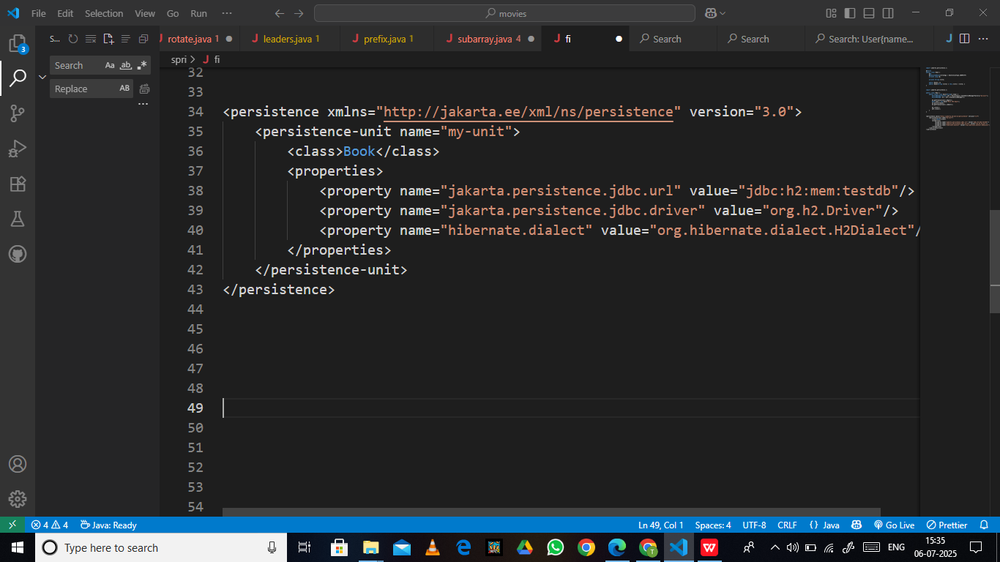 File Edit Selection View Go Run ··· movies
S... rotate.java 1 leaders.java 1 prefix.java 1 subarray.java 4 fi Search Search Search: User{name...
Search Aa ab .*
Replace AB
spri > fi
3
32
33
34 <persistence xmlns="http://jakarta.ee/xml/ns/persistence" version="3.0">
35 <persistence-unit name="my-unit">
36 <class>Book</class>
37 <properties>
38 <property name="jakarta.persistence.jdbc.url" value="jdbc:h2:mem:testdb"/>
39 <property name="jakarta.persistence.jdbc.driver" value="org.h2.Driver"/>
40 <property name="hibernate.dialect" value="org.hibernate.dialect.H2Dialect"/
41 </properties>
42 </persistence-unit>
43 </persistence>
44
45
46
47
48
49
50
51
52
53
54
4 4 Java: Ready Ln 49, Col 1 Spaces: 4 UTF-8 CRLF {} Java Go Live Prettier
Type here to search ENG 15:35
06-07-2025